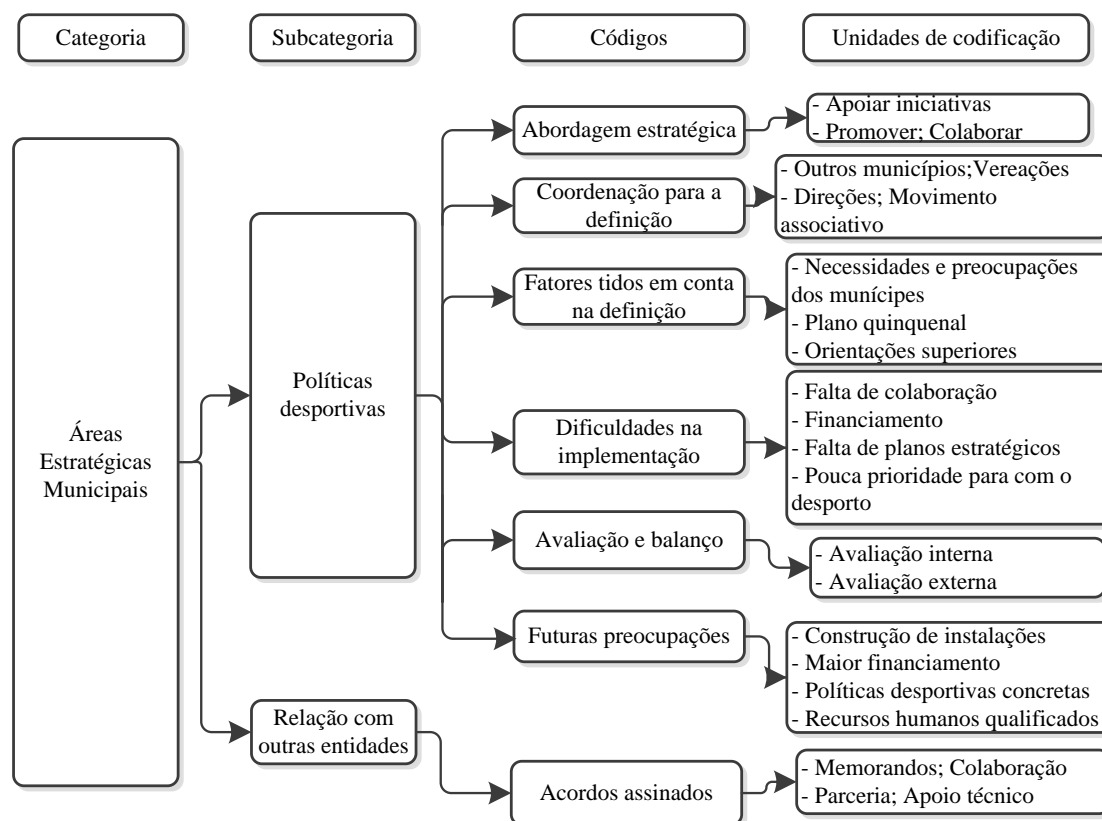 Categoria
Subcategoria
Códigos
Unidades de codificação
Áreas
Estratégicas
Municipais
Políticas
desportivas
Abordagem estratégica
- Apoiar iniciativas
- Promover; Colaborar
Coordenação para a
definição
- Outros municípios;Vereações
- Direções; Movimento
associativo
Fatores tidos em conta
na definição
- Necessidades e preocupações
dos munícipes
- Plano quinquenal
- Orientações superiores
Dificuldades na
implementação
- Falta de colaboração
- Financiamento
- Falta de planos estratégicos
- Pouca prioridade para com o
desporto
Avaliação e balanço
- Avaliação interna
- Avaliação externa
Futuras preocupações
- Construção de instalações
- Maior financiamento
- Políticas desportivas concretas
- Recursos humanos qualificados
Relação com
outras entidades
Acordos assinados
- Memorandos; Colaboração
- Parceria; Apoio técnico